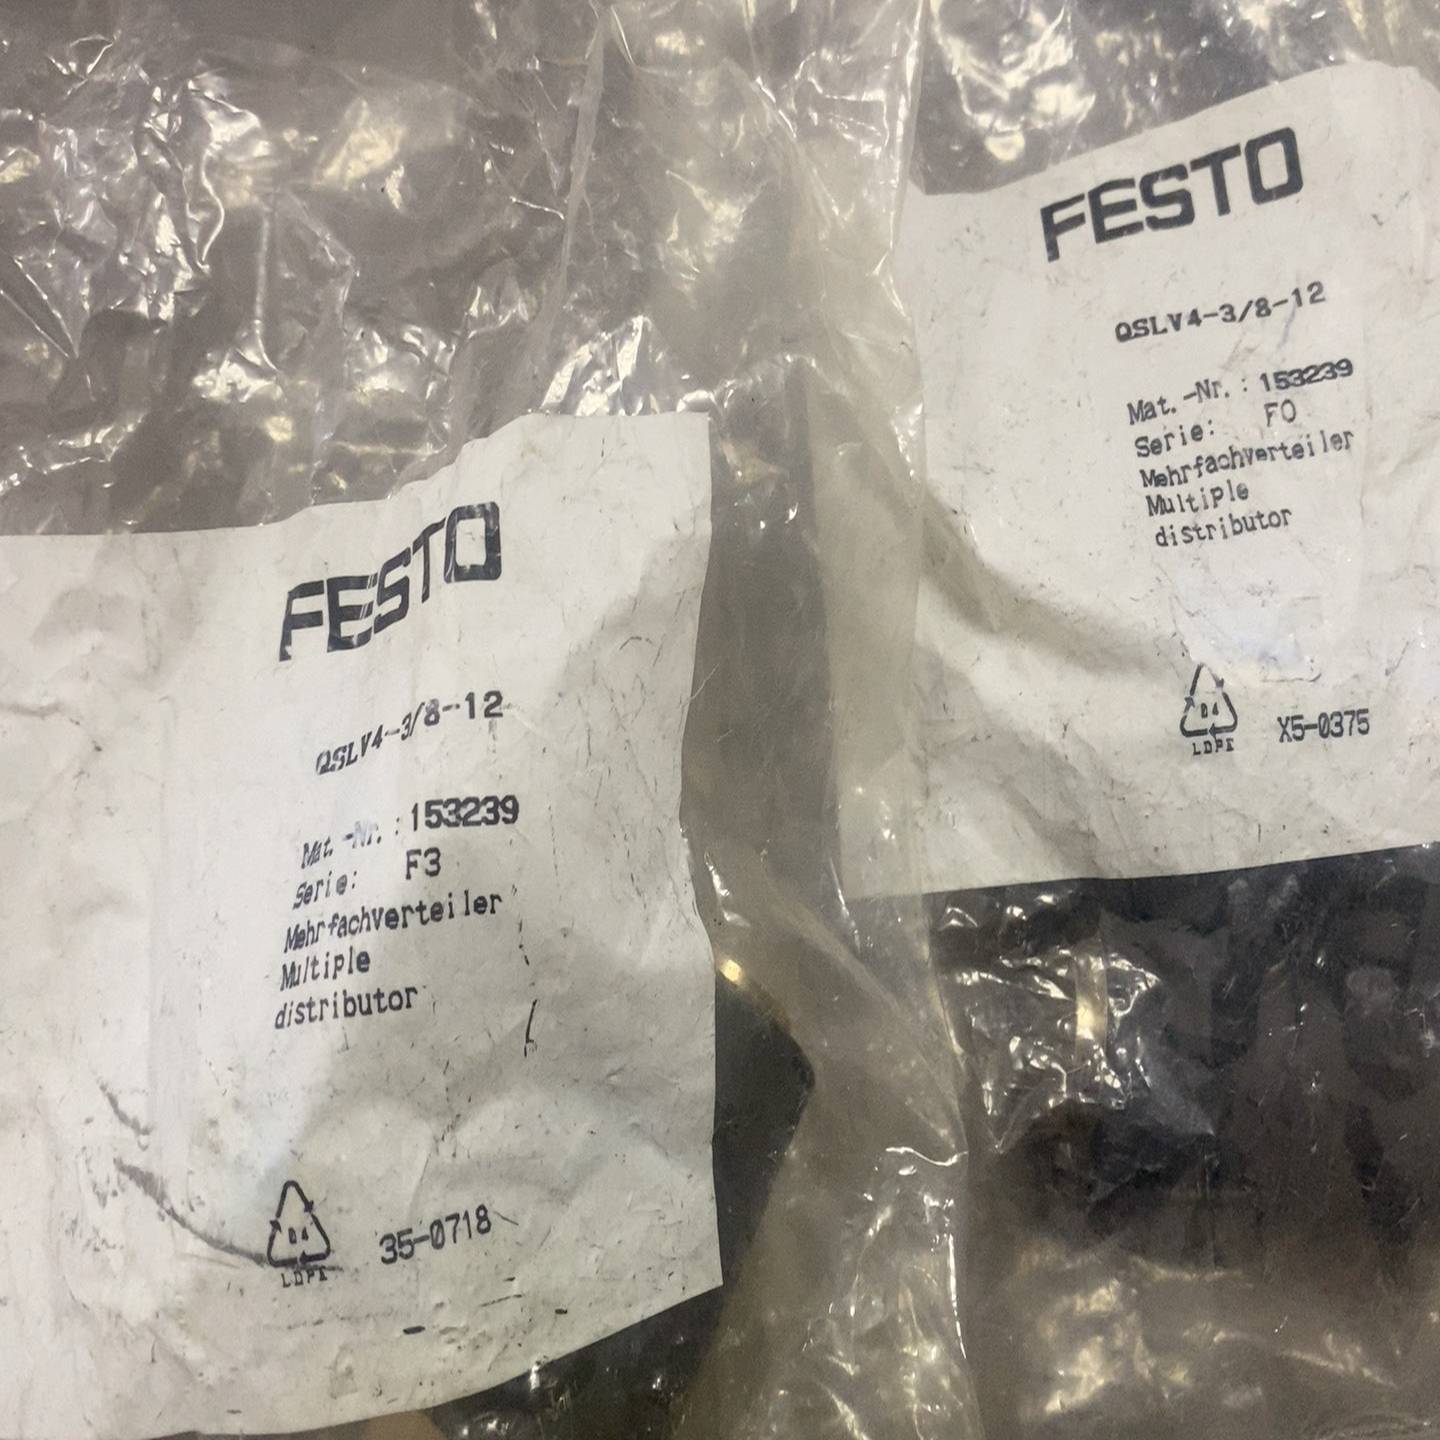 FESTO
QSLV4-3/8-12
Mat.-Nr.: 153239
Serie: F3
Mehrfachverteiler
Multiple
distributor
04
LDPE
35-0718
FESTO
QSLV4-3/8-12
Mat.-Nr.: 153239
Serie: F0
Mehrfachverteiler
Multiple
distributor
04
LDPE
X5-0375